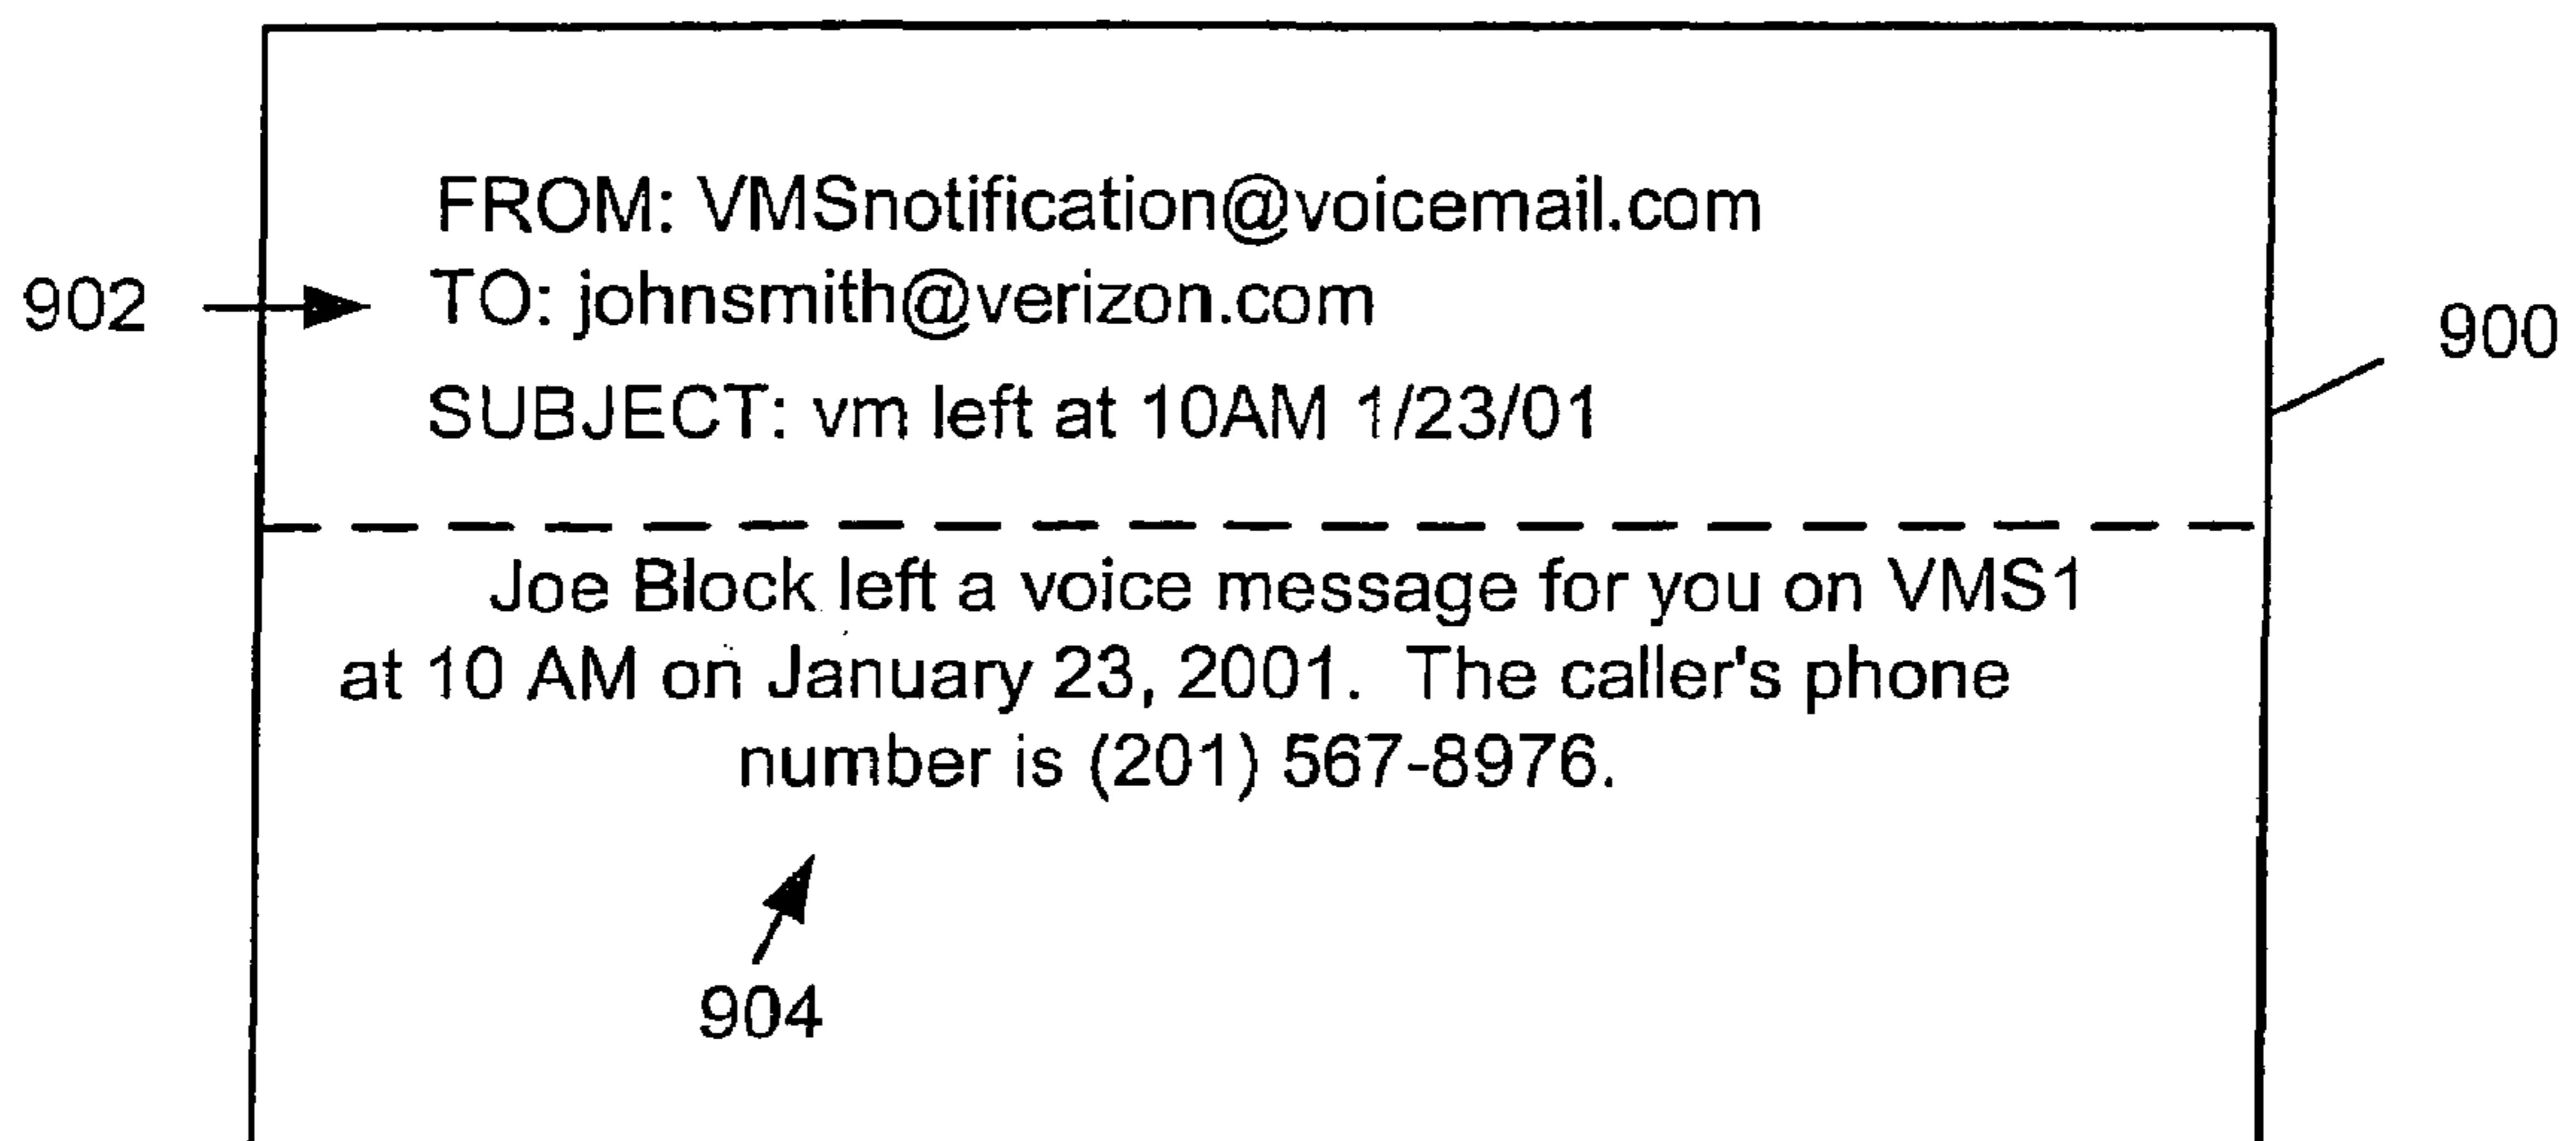 FROM: VMSnotification@voicemail.com
902
TO: johnsmith@verizon.com
900
SUBJECT: vm left at 10AM 1/23/01
Joe Block left a voice message for you on VMS1
at 10 AM on January 23, 2001. The caller's phone
number is (201) 567-8976.
904